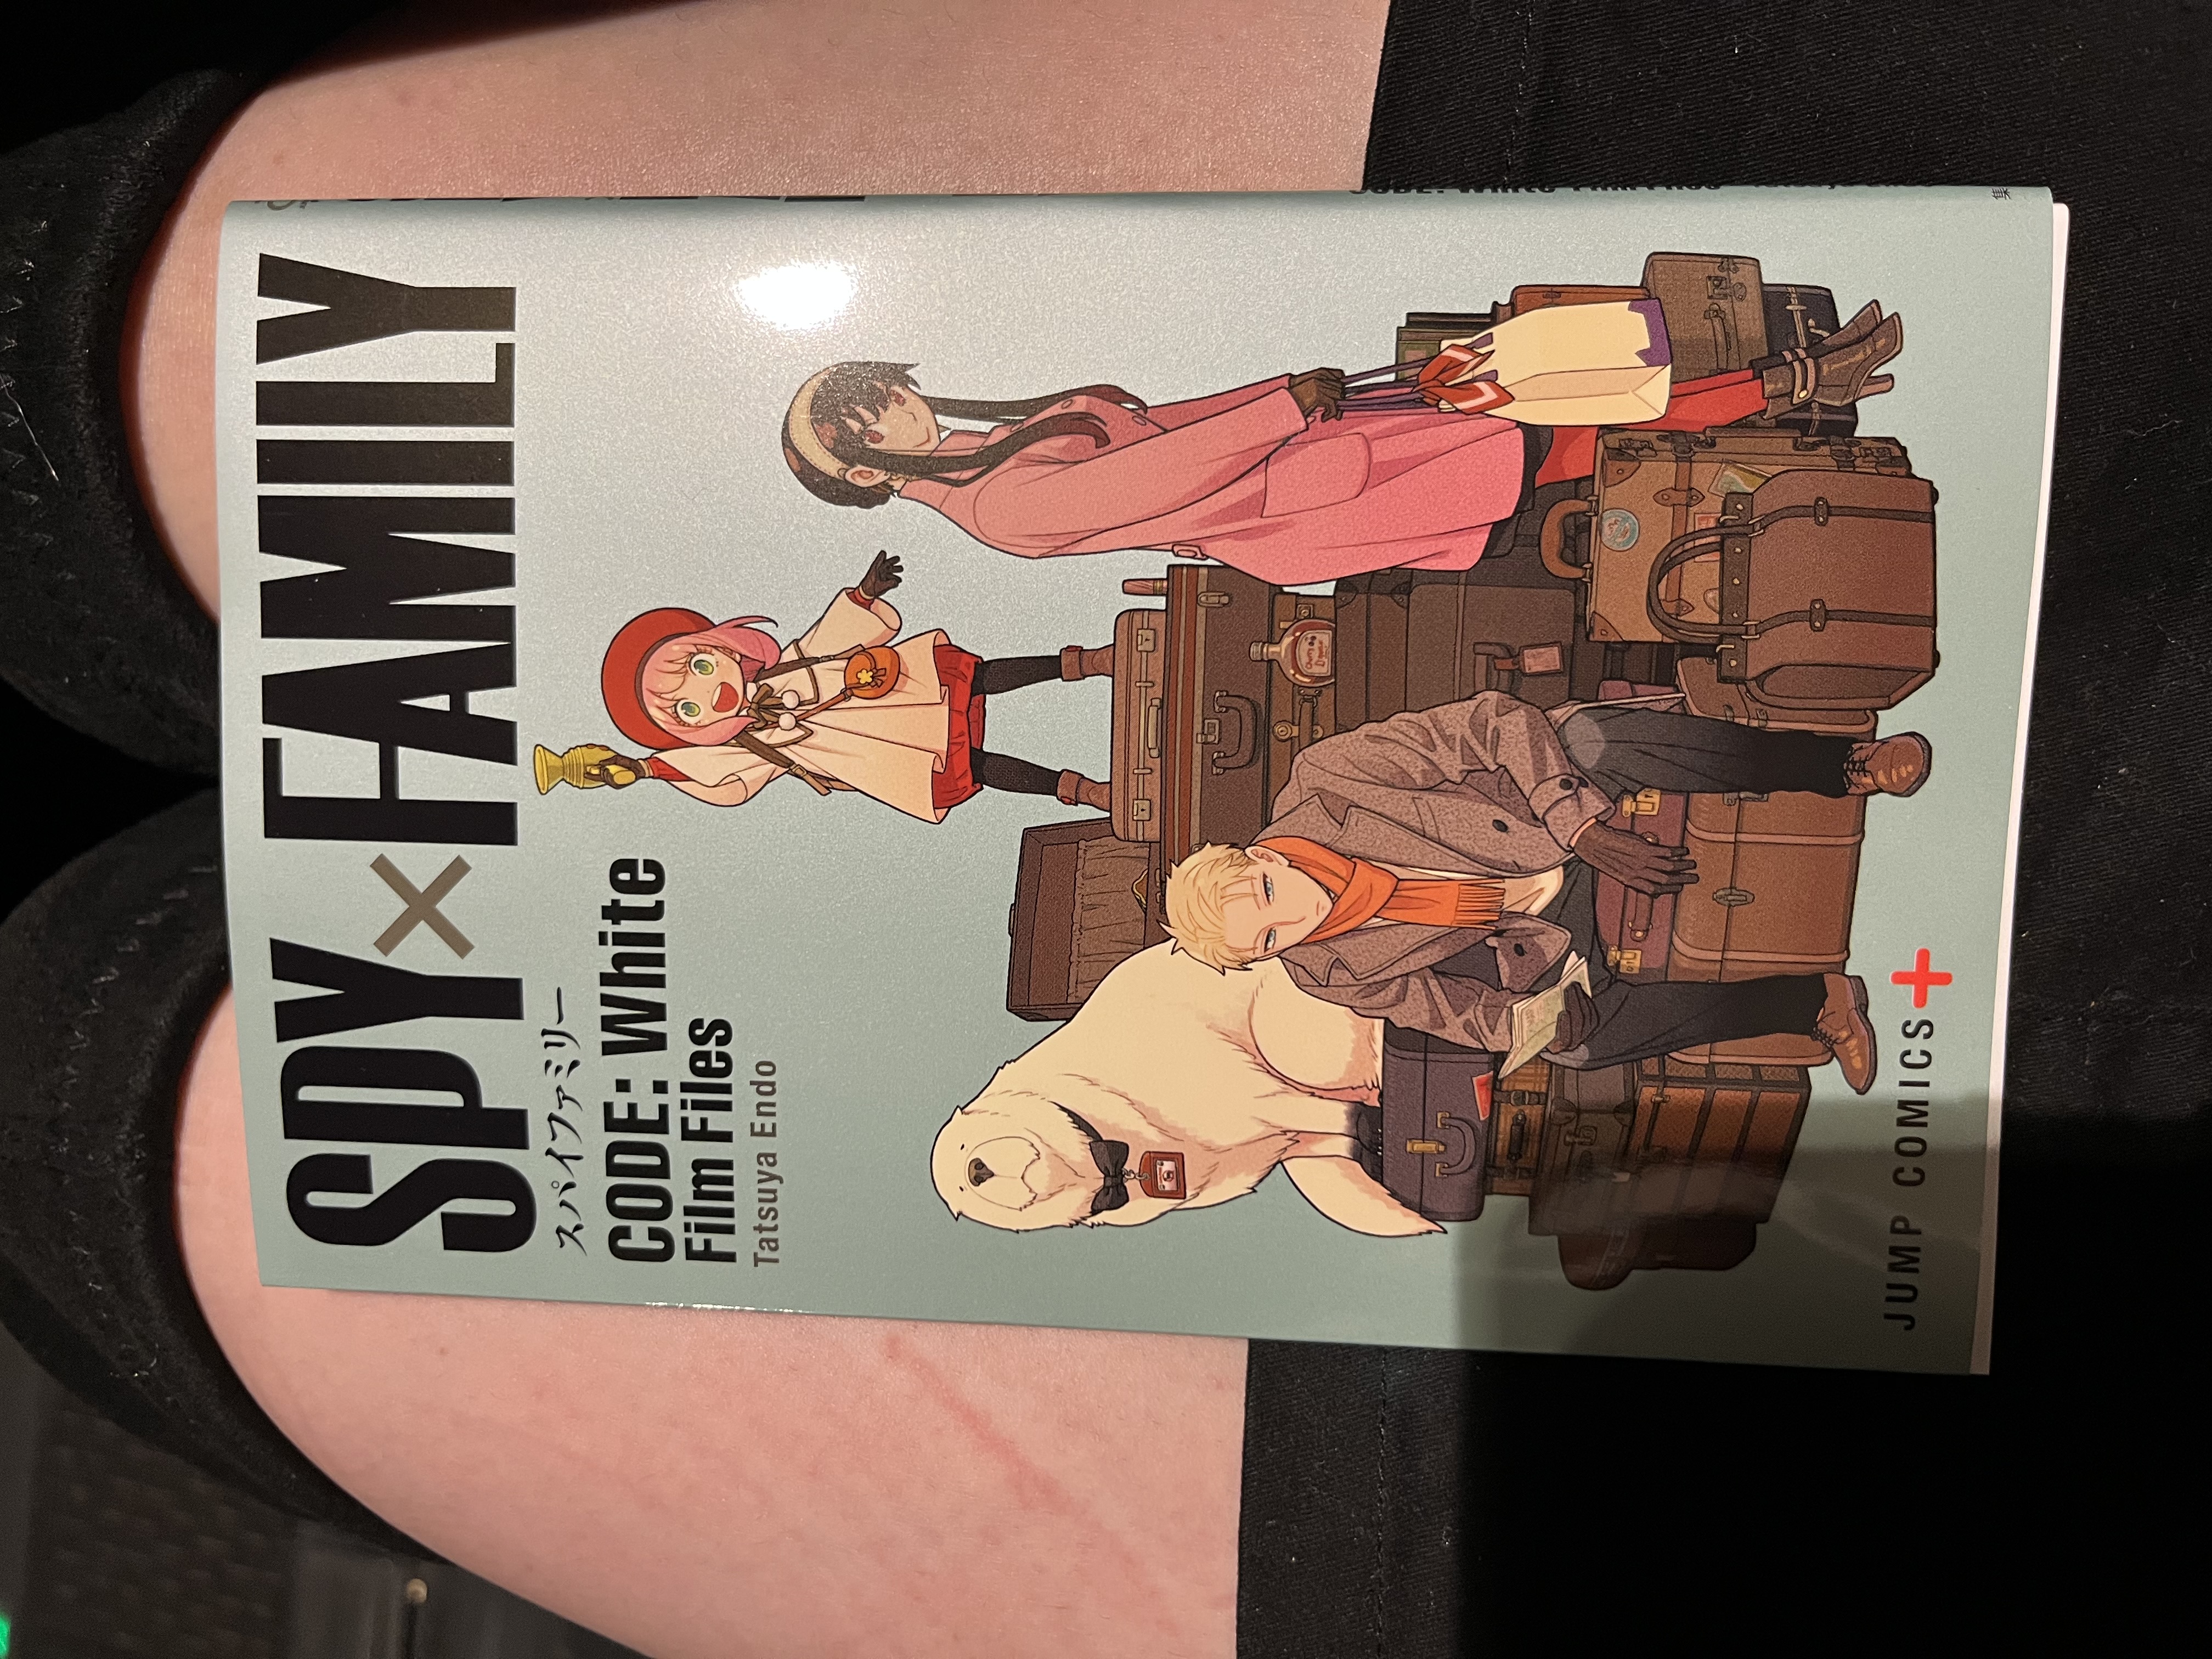 SPY×FAMILY
スパイファミリー
CODE: White
Film Files
Tatsuya Endo
JUMP COMICS+